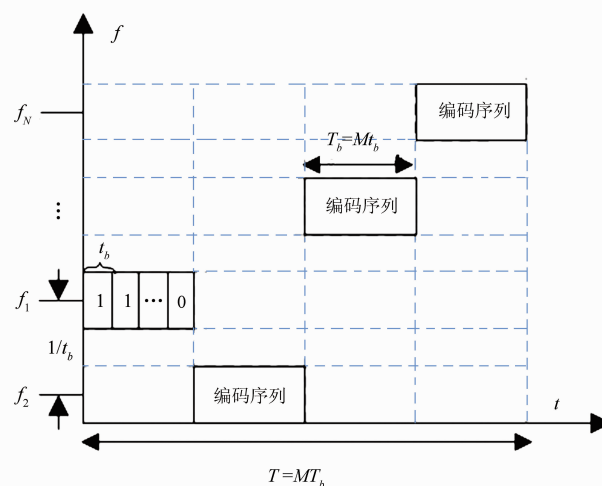 f
f_N
编码序列
T_b=Mt_b
⋮
编码序列
t_b
f_1
1 1 ⋯ 0
1/t_b
f_2
编码序列
t
T=MT_b